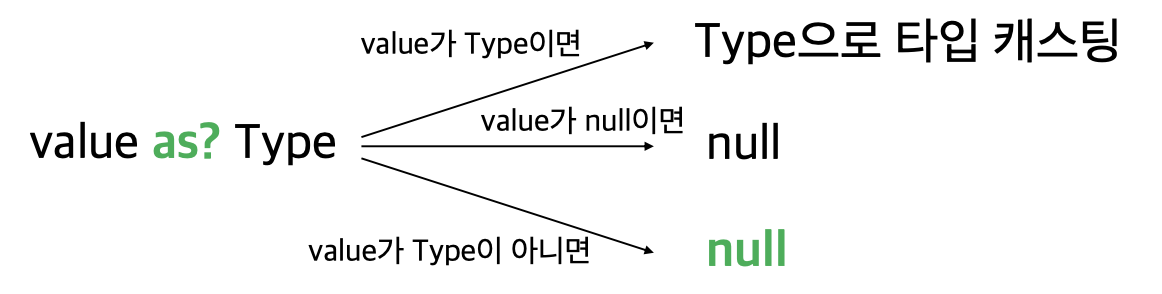 value가 Type이면
Type으로 타입 캐스팅
value as? Type
value가 null이면
null
value가 Type이 아니면
null